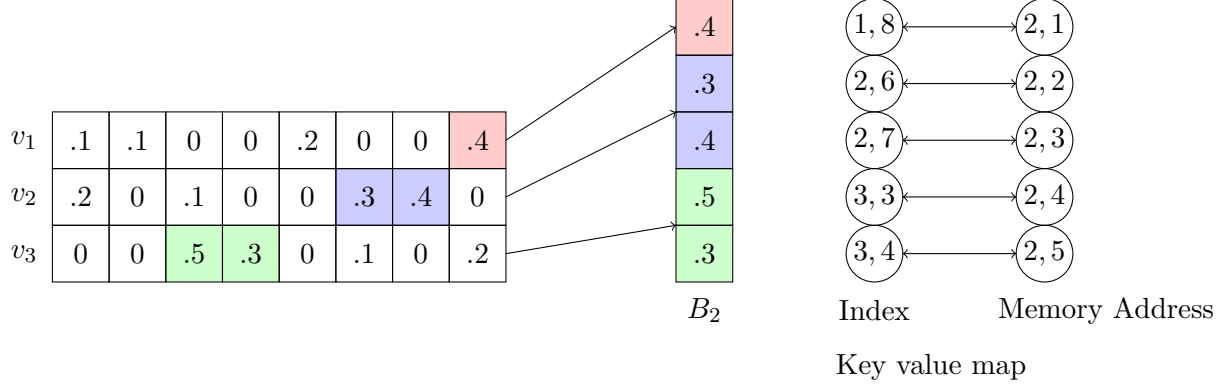 .4 1, 8 2, 1
.3 2, 6 2, 2
v1 .1 .1 0 0 .2 0 0 .4 .4 2, 7 2, 3
v2 .2 0 .1 0 0 .3 .4 0 .5 3, 3 2, 4
v3 0 0 .5 .3 0 .1 0 .2 .3 3, 4 2, 5
B2 Index Memory Address
Key value map